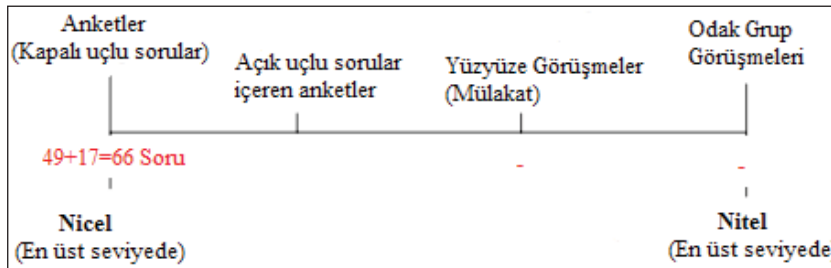 Anketler
(Kapalı uçlu sorular)
Açık uçlu sorular
içeren anketler
Yüzyüze Görüşmeler
(Mülakat)
Odak Grup
Görüşmeleri
49+17=66 Soru
-
-
Nicel
(En üst seviyede)
Nitel
(En üst seviyede)